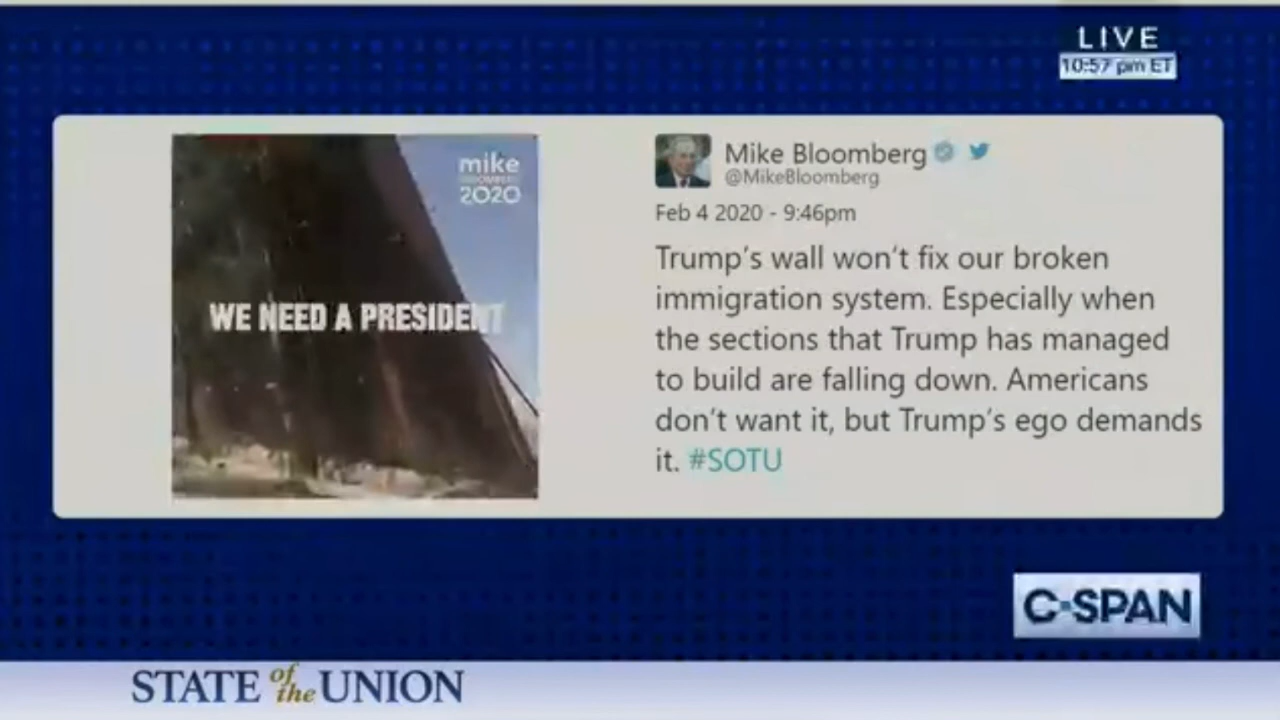 LIVE
10:57 pm ET
mike
2020
WE NEED A PRESIDENT
Mike Bloomberg
@MikeBloomberg
Feb 4 2020 - 9:46pm
Trump's wall won't fix our broken
immigration system. Especially when
the sections that Trump has managed
to build are falling down. Americans
don't want it, but Trump's ego demands
it. #SOTU
C-SPAN
STATE of the UNION